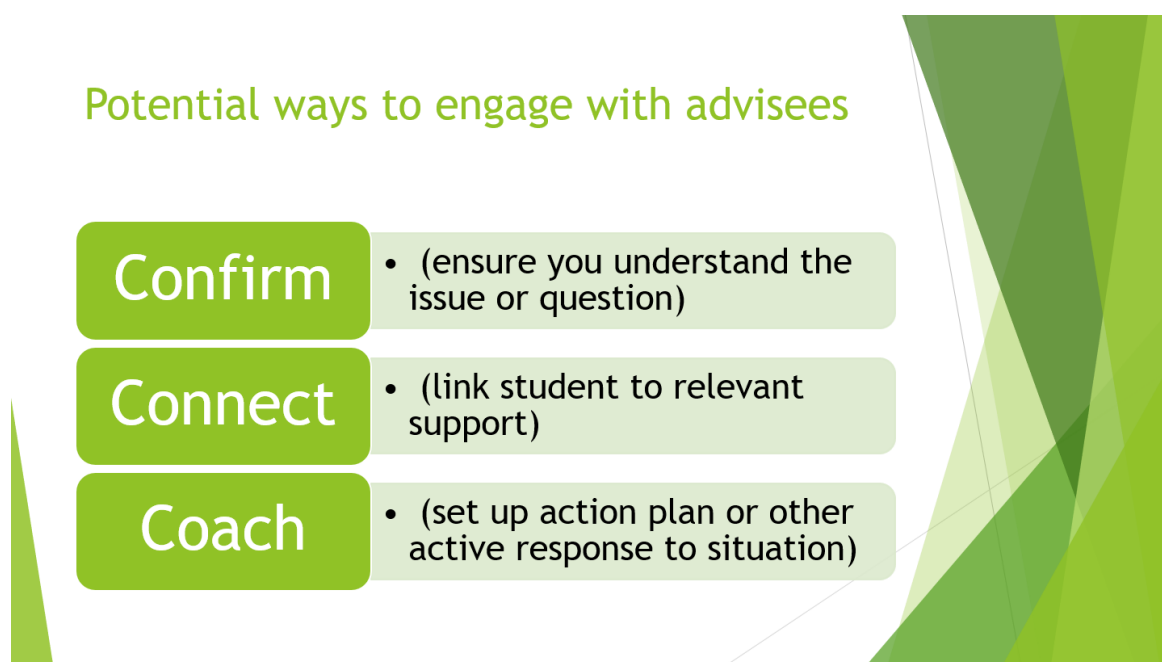 Potential ways to engage with advisees
Confirm
• (ensure you understand the
issue or question)
Connect
• (link student to relevant
support)
Coach
• (set up action plan or other
active response to situation)